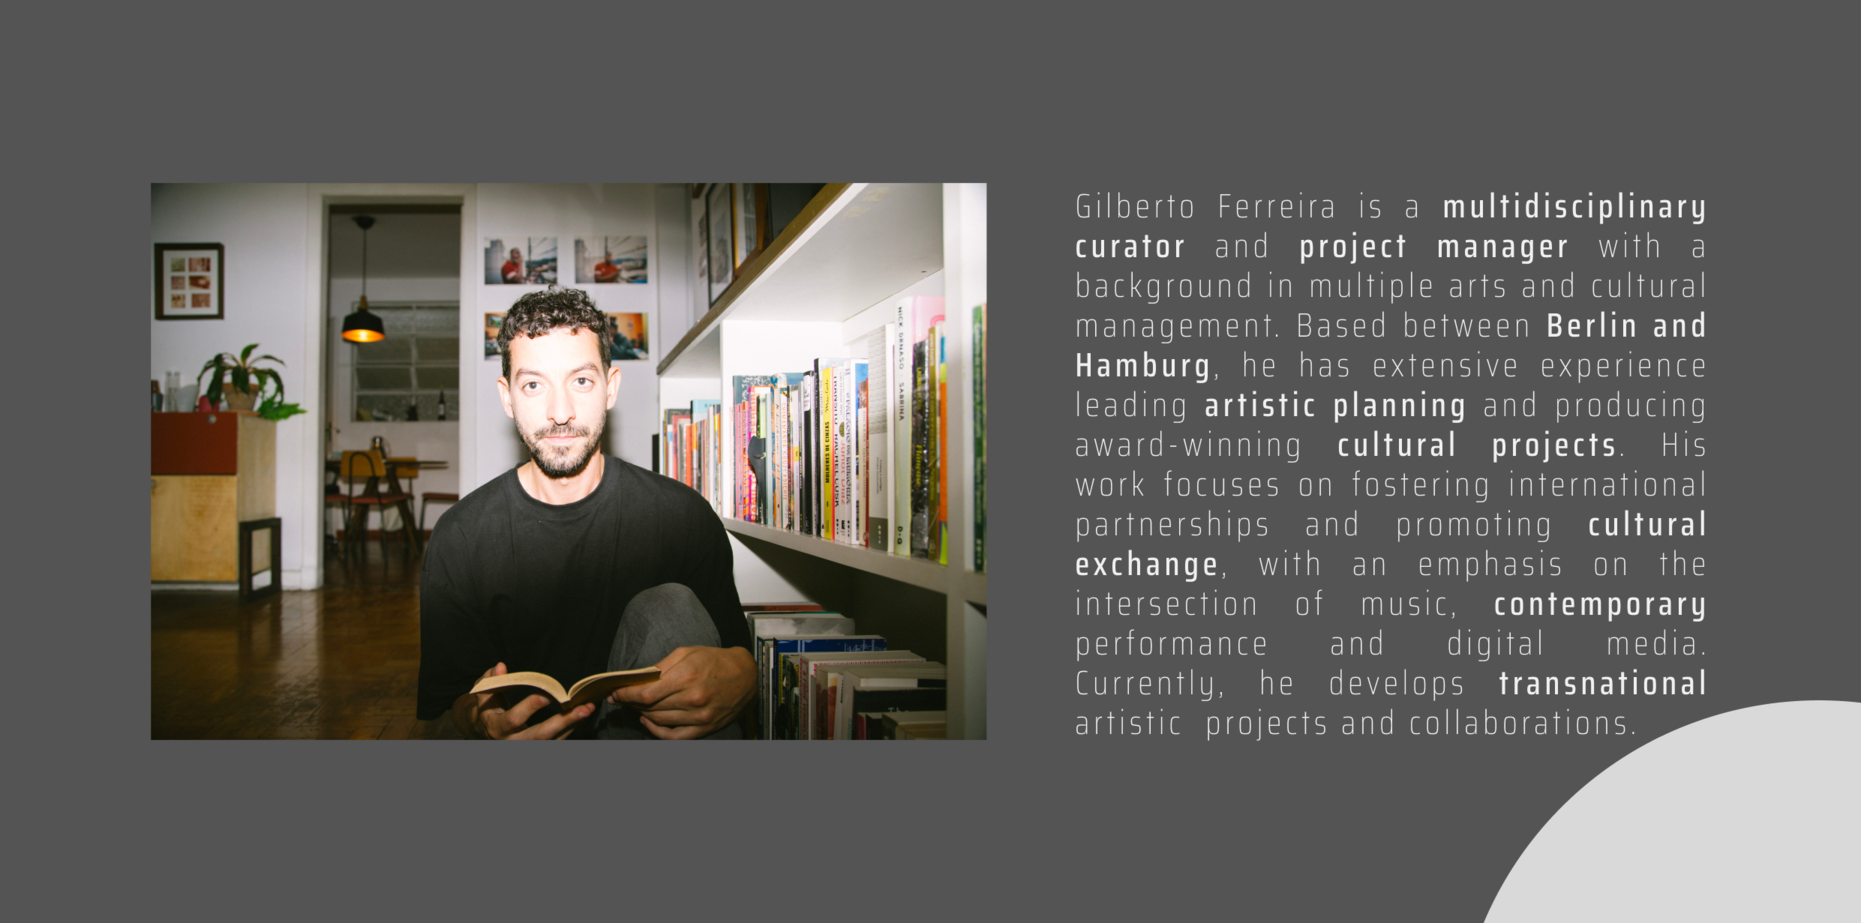 Gilberto Ferreira is a multidisciplinary
curator and project manager with a
background in multiple arts and cultural
management. Based between Berlin and
Hamburg, he has extensive experience
leading artistic planning and producing
award-winning cultural projects. His
work focuses on fostering international
partnerships and promoting cultural
exchange, with an emphasis on the
intersection of music, contemporary
performance and digital media.
Currently, he develops transnational
artistic projects and collaborations.
NICK DRNASO · SABRINA